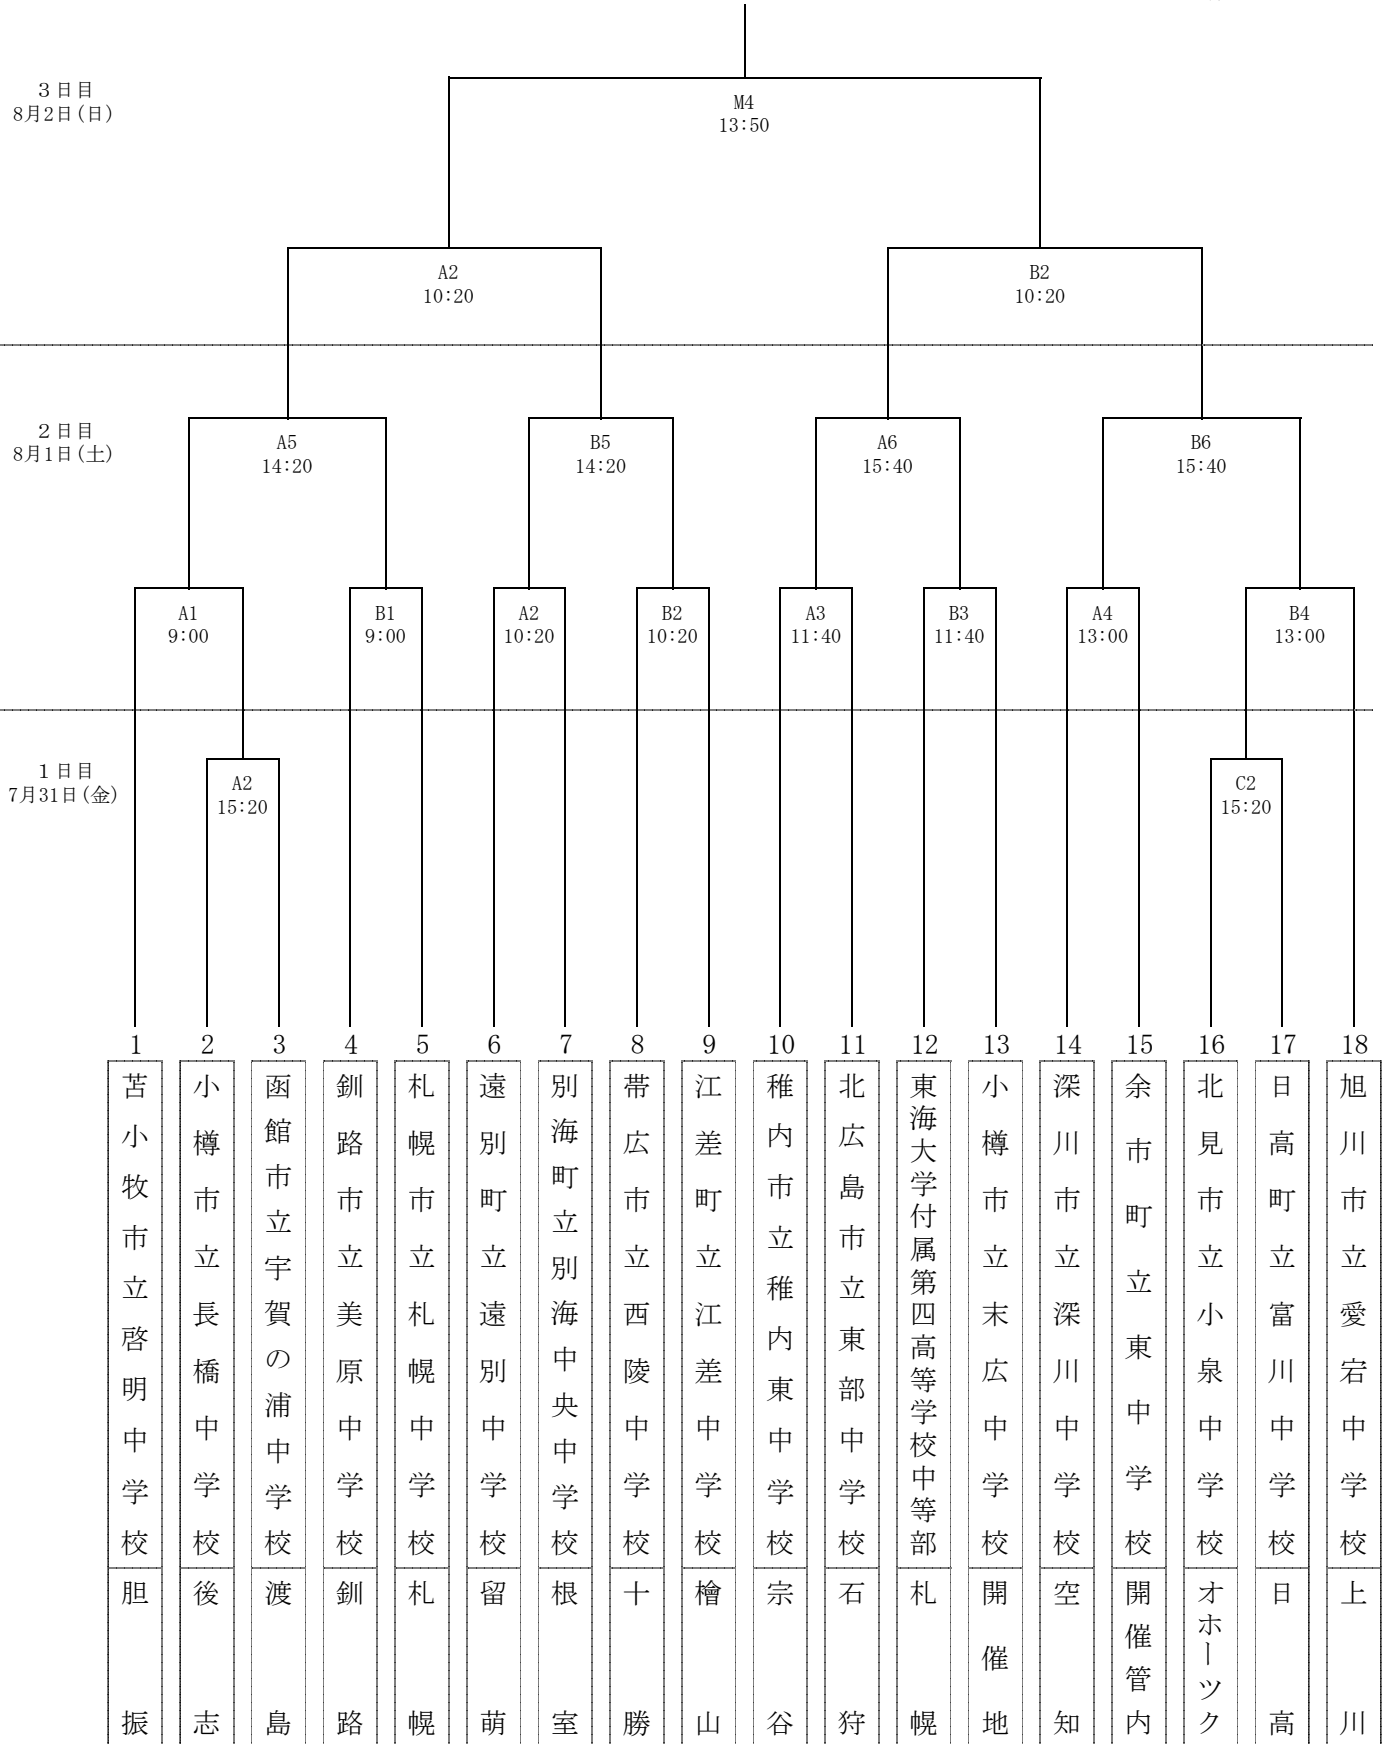 3日目
8月2日(日)
M4
13:50
A2
10:20
B2
10:20
2日目
8月1日(土)
A5
14:20
B5
14:20
A6
15:40
B6
15:40
A1
9:00
B1
9:00
A2
10:20
B2
10:20
A3
11:40
B3
11:40
A4
13:00
B4
13:00
1日目
7月31日(金)
A2
15:20
C2
15:20
1
2
3
4
5
6
7
8
9
10
11
12
13
14
15
16
17
18
苫小牧市立啓明中学校
小樽市立長橋中学校
函館市立宇賀の浦中学校
釧路市立美原中学校
札幌市立札幌中学校
遠別町立遠別中学校
別海町立別海中央中学校
帯広市立西陵中学校
江差町立江差中学校
稚内市立稚内東中学校
北広島市立東部中学校
東海大学付属第四高等学校中等部
小樽市立末広中学校
深川市立深川中学校
余市町立東中学校
北見市立小泉中学校
日高町立富川中学校
旭川市立愛宕中学校
胆振
後志
渡島
釧路
札幌
留萌
根室
十勝
檜山
宗谷
石狩
札幌
開催地
空知
開催管内
オホーツク
日高
上川